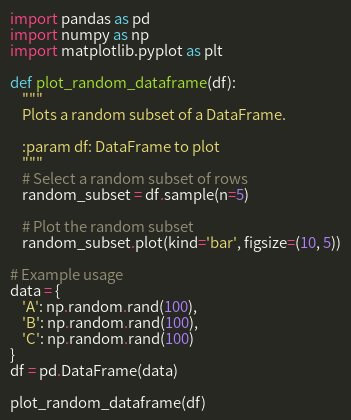 import pandas as pd
import numpy as np
import matplotlib.pyplot as plt

def plot_random_dataframe(df):
    """
    Plots a random subset of a DataFrame.

    :param df: DataFrame to plot
    """
    # Select a random subset of rows
    random_subset = df.sample(n=5)

    # Plot the random subset
    random_subset.plot(kind='bar', figsize=(10, 5))

# Example usage
data = {
    'A': np.random.rand(100),
    'B': np.random.rand(100),
    'C': np.random.rand(100)
}
df = pd.DataFrame(data)

plot_random_dataframe(df)